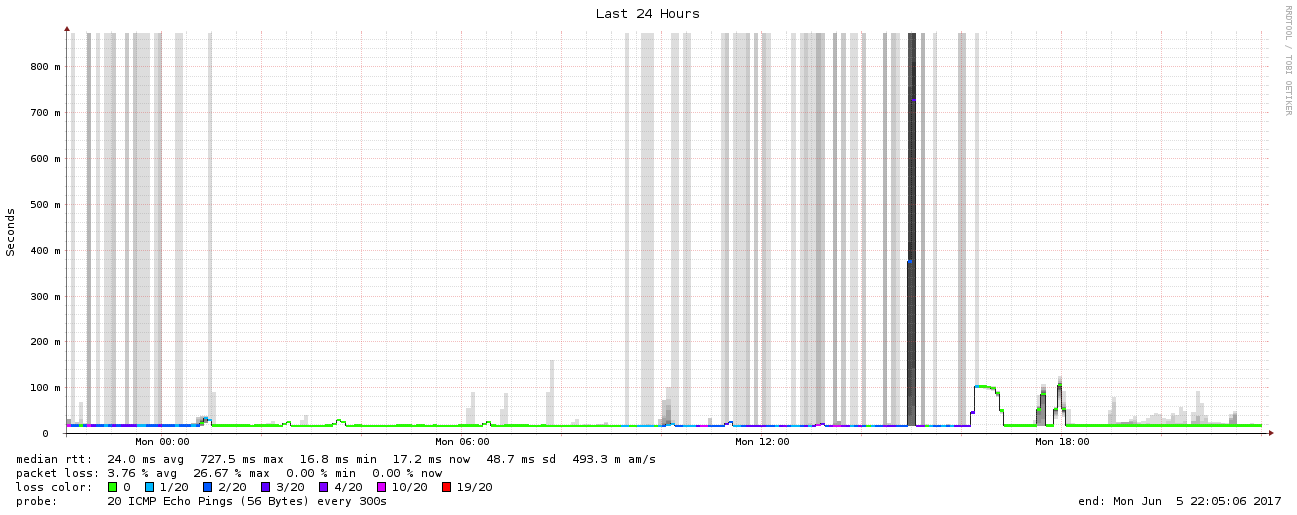 Last 24 Hours
RRDTOOL / TOBI OETIKER
Seconds
800 m
700 m
600 m
500 m
400 m
300 m
200 m
100 m
0
Mon 00:00 Mon 06:00 Mon 12:00 Mon 18:00
median rtt: 24.0 ms avg 727.5 ms max 16.8 ms min 17.2 ms now 48.7 ms sd 493.3 m am/s
packet loss: 3.76 % avg 26.67 % max 0.00 % min 0.00 % now
loss color: 0 1/20 2/20 3/20 4/20 10/20 19/20
probe: 20 ICMP Echo Pings (56 Bytes) every 300s end: Mon Jun 5 22:05:06 2017